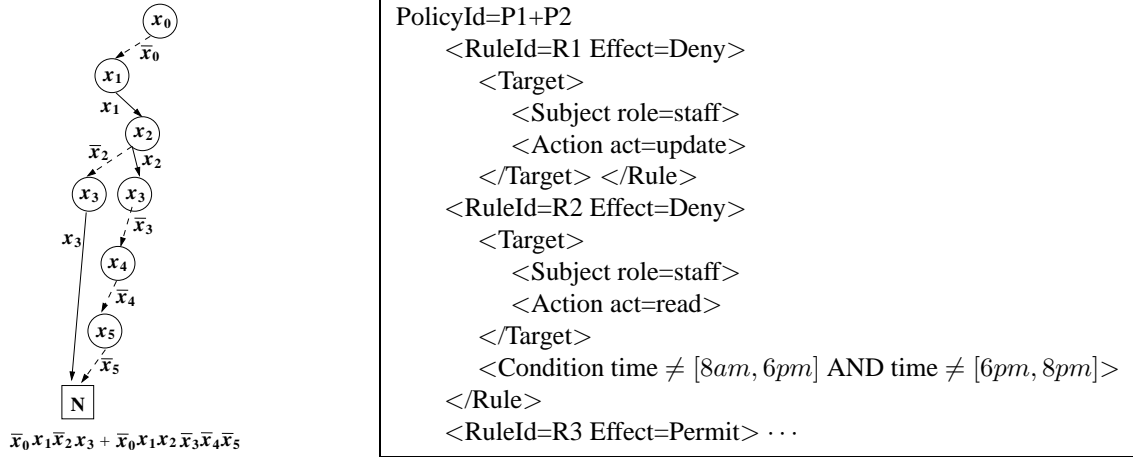 x₀
x̄₀
x₁
x₁
x₂
x̄₂ x₂
x₃ x₃
x₃ x̄₃
x₄
x̄₄
x₅
x̄₅
N
x̄₀x₁x̄₂x₃ + x̄₀x₁x₂x̄₃x̄₄x̄₅
PolicyId=P1+P2
<RuleId=R1 Effect=Deny>
<Target>
<Subject role=staff>
<Action act=update>
</Target> </Rule>
<RuleId=R2 Effect=Deny>
<Target>
<Subject role=staff>
<Action act=read>
</Target>
<Condition time ≠ [8am, 6pm] AND time ≠ [6pm, 8pm]>
</Rule>
<RuleId=R3 Effect=Permit> ⋯